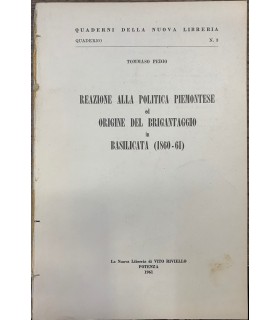 QUADERNI DELLA NUOVA LIBRERIA
QUADERNO N. 2
TOMMASO PEDIO
REAZIONE ALLA POLITICA PIEMONTESE
ed
ORIGINE DEL BRIGANTAGGIO
in
BASILICATA (1860-61)
La Nuova Libreria di VITO RIVIELLO
POTENZA
1961